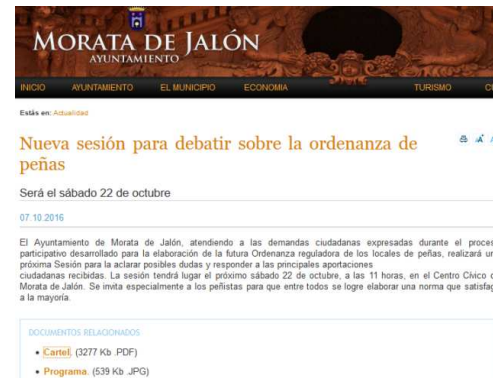 MORATA DE JALÓN
AYUNTAMIENTO
INICIO AYUNTAMIENTO EL MUNICIPIO ECONOMIA TURISMO
Estás en: Actualidad
Nueva sesión para debatir sobre la ordenanza de
peñas
Será el sábado 22 de octubre
07.10.2016
El Ayuntamiento de Morata de Jalón, atendiendo a las demandas ciudadanas expresadas durante el proces
participativo desarrollado para la elaboración de la futura Ordenanza reguladora de los locales de peñas, realizará un
próxima Sesión para la aclarar posibles dudas y responder a las principales aportaciones
ciudadanas recibidas. La sesión tendrá lugar el próximo sábado 22 de octubre, a las 11 horas, en el Centro Cívico d
Morata de Jalón. Se invita especialmente a los peñistas para que entre todos se logre elaborar una norma que satisfag
a la mayoría.
DOCUMENTOS RELACIONADOS
• Cartel. (3277 Kb .PDF)
• Programa. (539 Kb .JPG)